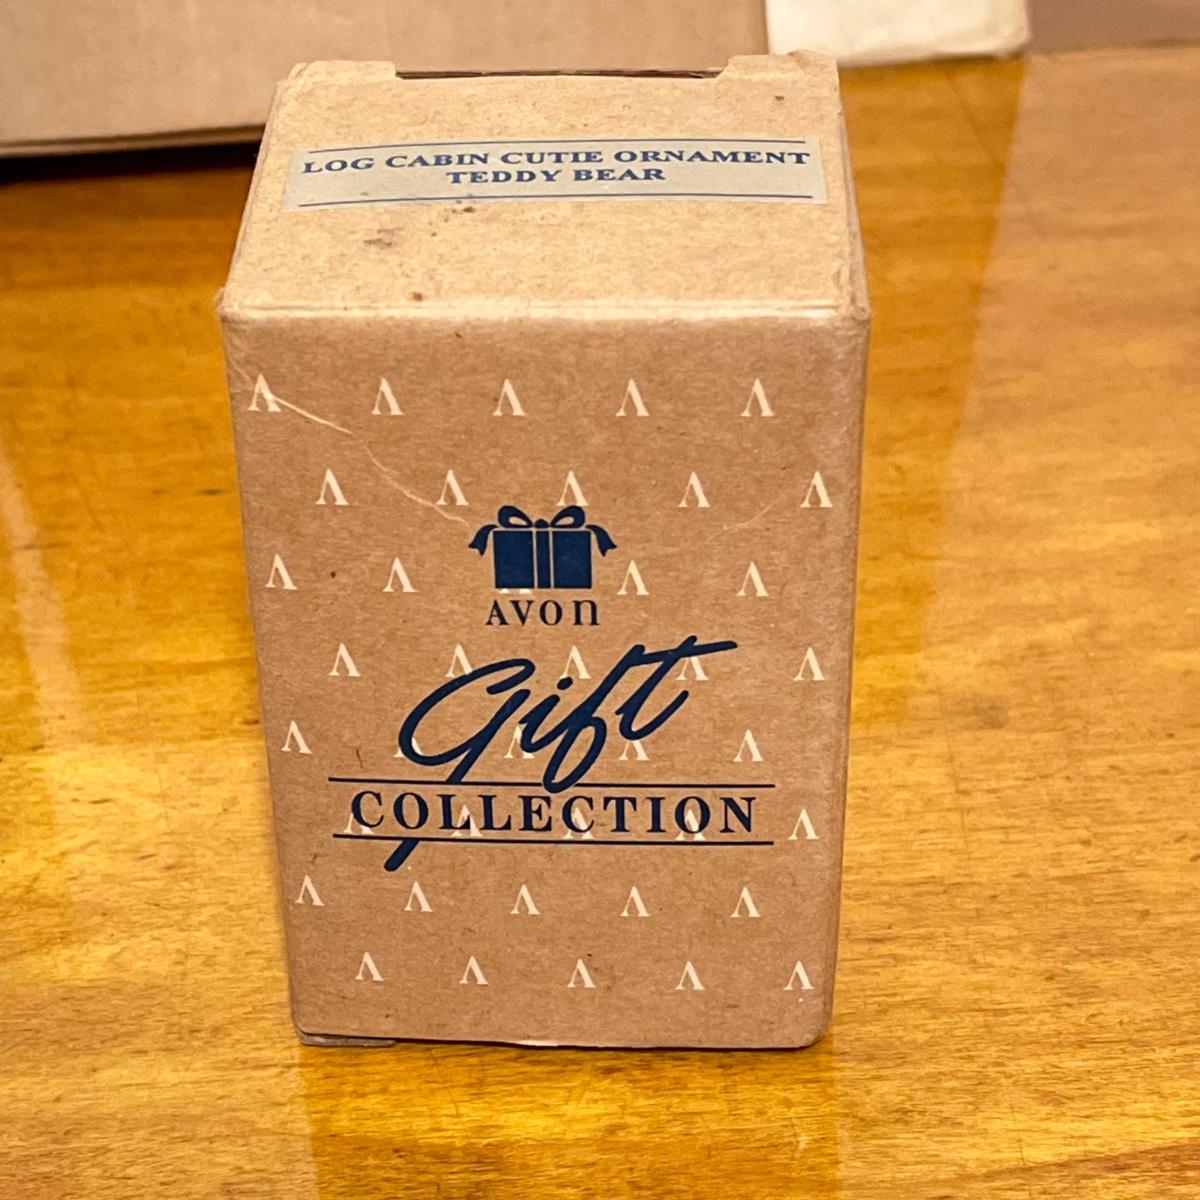 LOG CABIN CUTIE ORNAMENT
TEDDY BEAR
AVON
Gift
COLLECTION